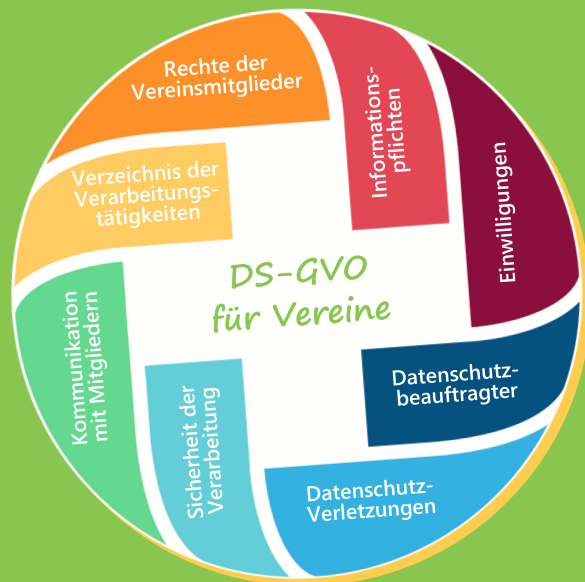 Rechte der
Vereinsmitglieder
Informations-
pflichten
Einwilligungen
Datenschutz-
beauftragter
Datenschutz-
Verletzungen
Sicherheit der
Verarbeitung
Kommunikation
mit Mitgliedern
Verzeichnis der
Verarbeitungs-
tätigkeiten
DS-GVO
für Vereine